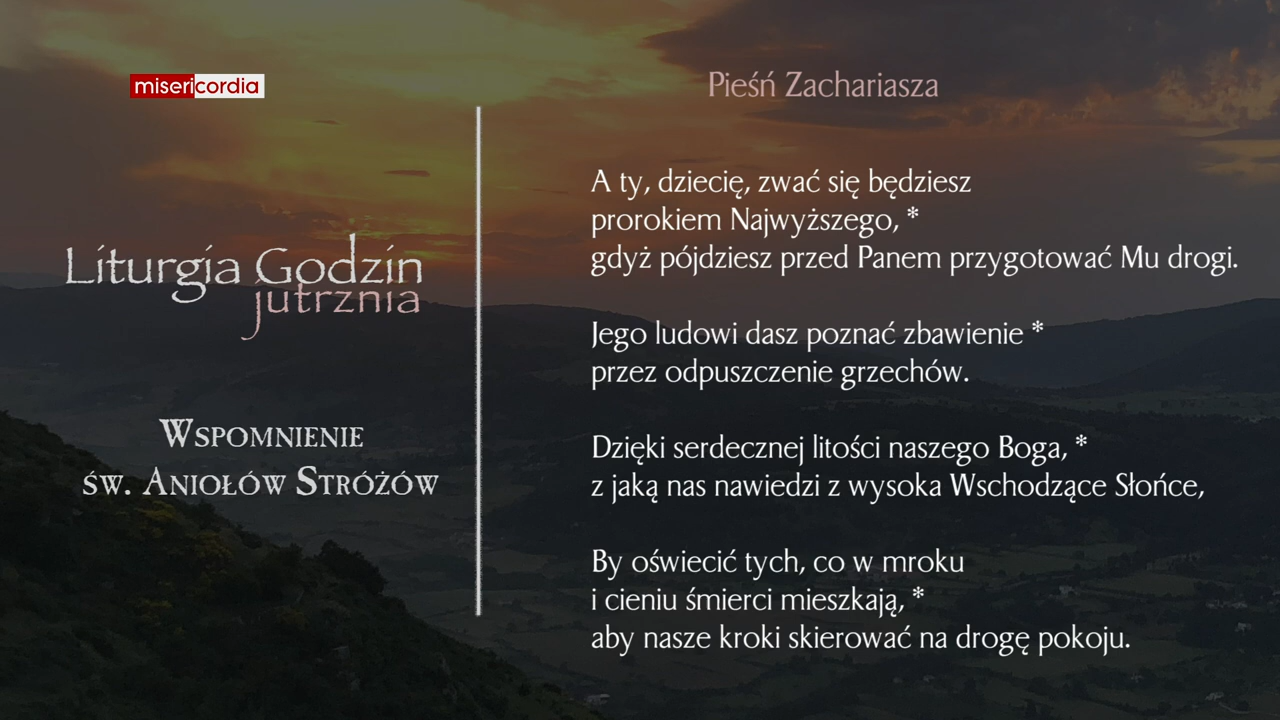 misericordia
Liturgia Godzin
jutrznia
Wspomnienie
św. Aniołów Stróżów
Pieśń Zachariasza
A ty, dziecię, zwać się będziesz
prorokiem Najwyższego, *
gdyż pójdziesz przed Panem przygotować Mu drogi.
Jego ludowi dasz poznać zbawienie *
przez odpuszczenie grzechów.
Dzięki serdecznej litości naszego Boga, *
z jaką nas nawiedzi z wysoka Wschodzące Słońce,
By oświecić tych, co w mroku
i cieniu śmierci mieszkają, *
aby nasze kroki skierować na drogę pokoju.